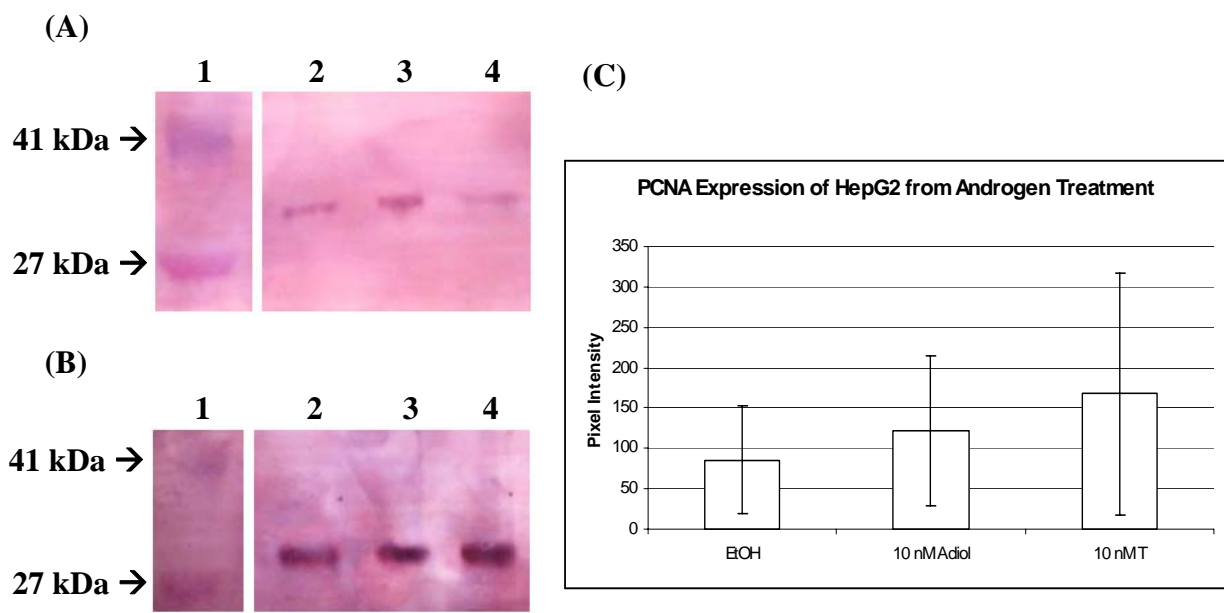 (A)
1 2 3 4
41 kDa →
27 kDa →
(B)
1 2 3 4
41 kDa →
27 kDa →
(C)
PCNA Expression of HepG2 from Androgen Treatment
Pixel Intensity
350
300
250
200
150
100
50
0
EtOH 10 nM Adiol 10 nM T